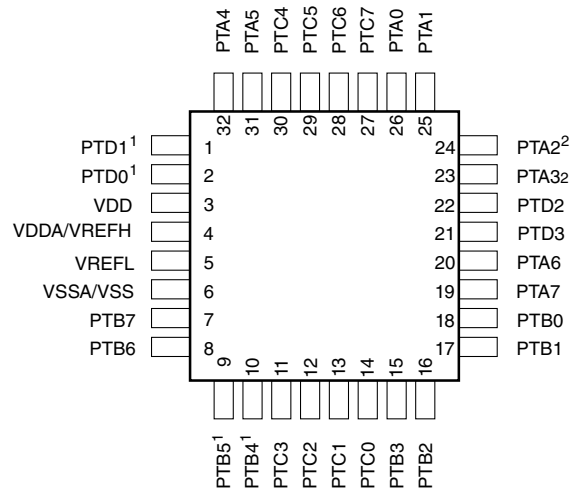 PTA4 PTA5 PTC4 PTC5 PTC6 PTC7 PTA0 PTA1
32 31 30 29 28 27 26 25
PTD1¹ 1 24 PTA2²
PTD0¹ 2 23 PTA32
VDD 3 22 PTD2
VDDA/VREFH 4 21 PTD3
VREFL 5 20 PTA6
VSSA/VSS 6 19 PTA7
PTB7 7 18 PTB0
PTB6 8 17 PTB1
9 10 11 12 13 14 15 16
PTB5¹ PTB4¹ PTC3 PTC2 PTC1 PTC0 PTB3 PTB2